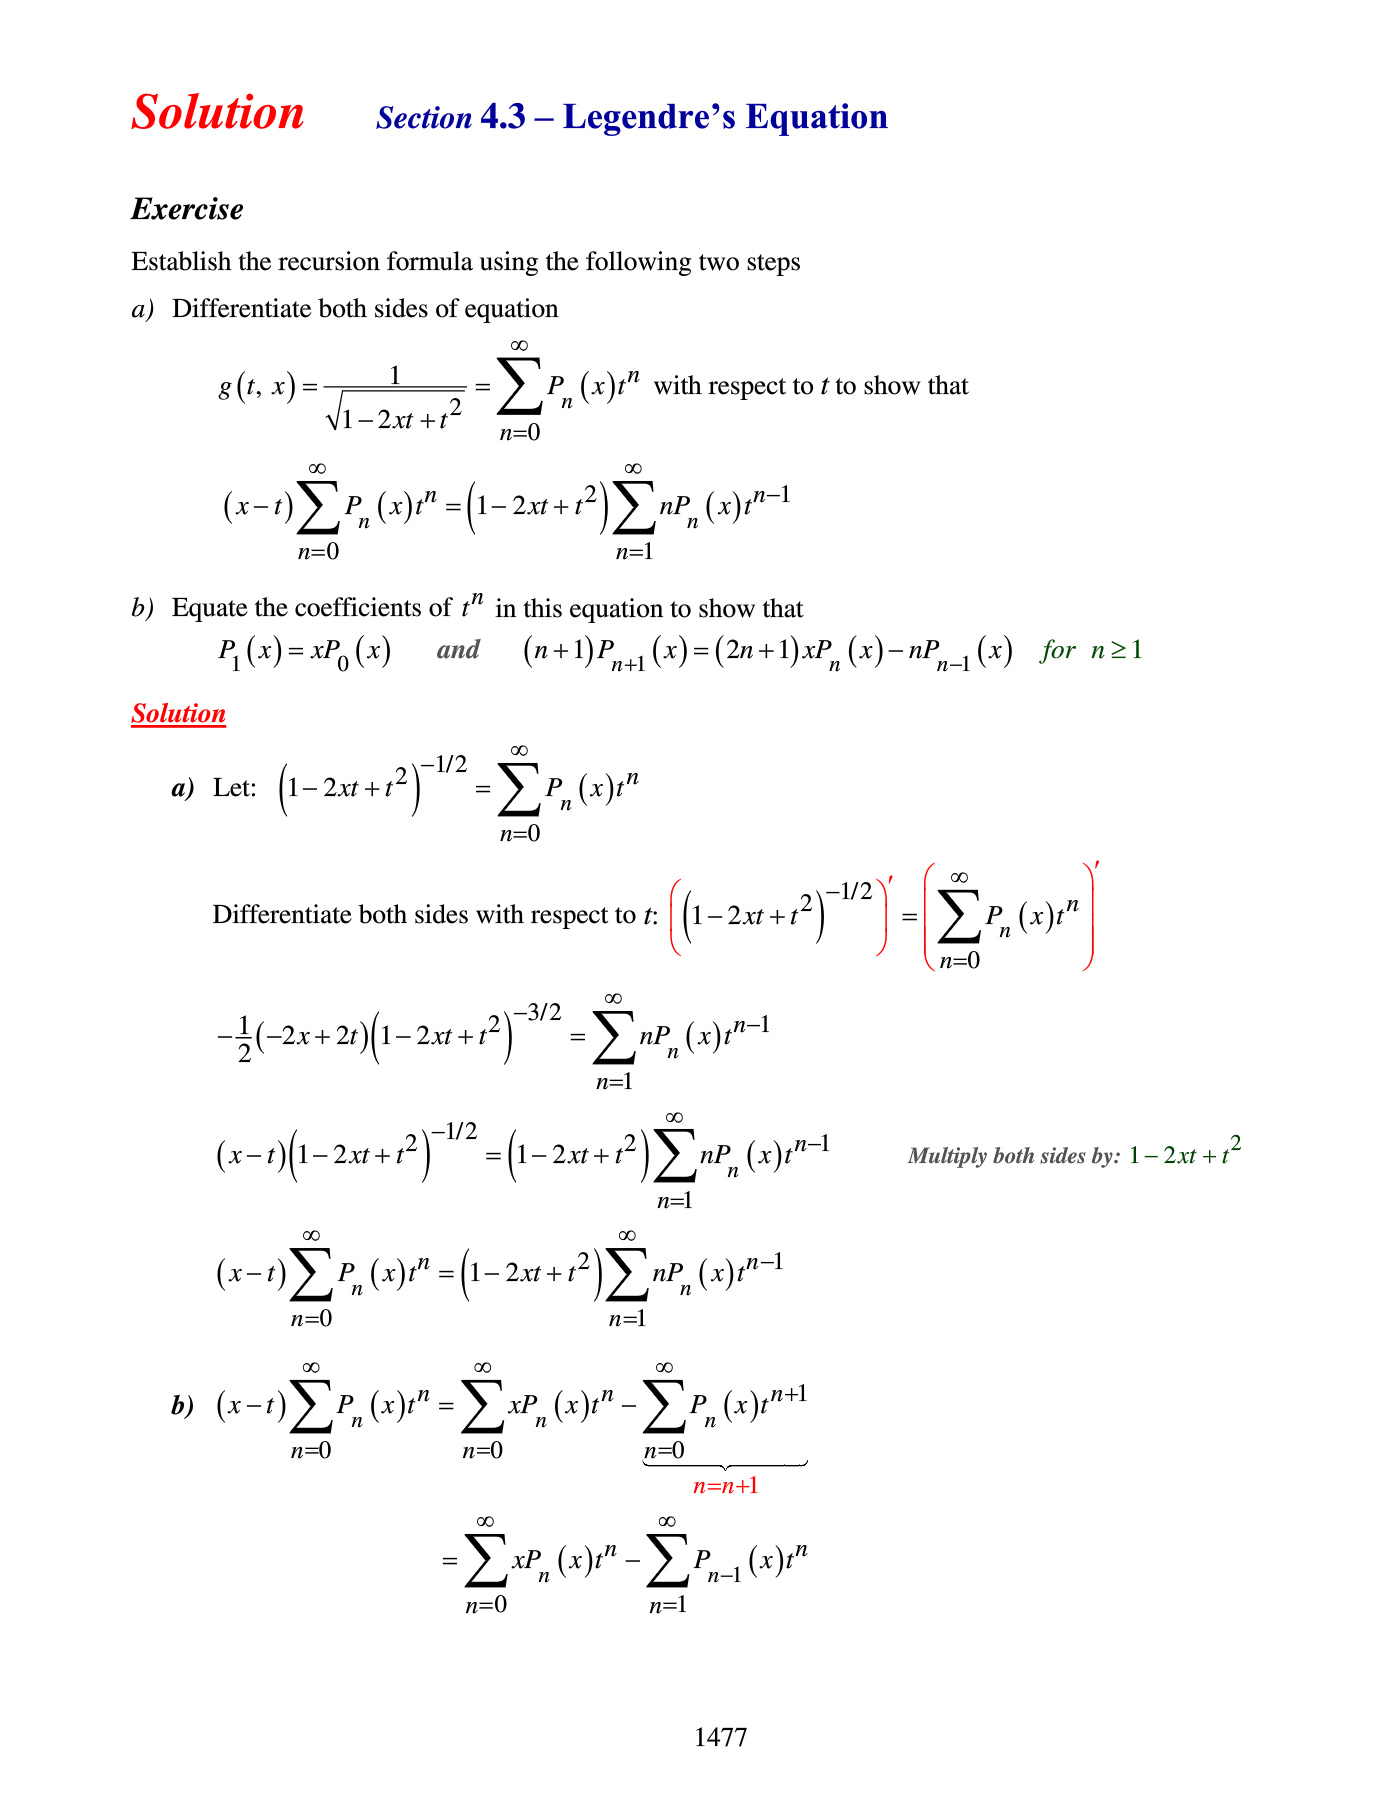 Solution Section 4.3 – Legendre's Equation
Exercise
Establish the recursion formula using the following two steps
a) Differentiate both sides of equation
$g(t, x) = \frac{1}{\sqrt{1-2xt+t^2}} = \sum_{n=0}^{\infty} P_n(x)t^n$ with respect to t to show that
$(x-t)\sum_{n=0}^{\infty} P_n(x)t^n = (1-2xt+t^2)\sum_{n=1}^{\infty} nP_n(x)t^{n-1}$
b) Equate the coefficients of $t^n$ in this equation to show that
$P_1(x) = xP_0(x)$ and $(n+1)P_{n+1}(x) = (2n+1)xP_n(x) - nP_{n-1}(x)$ for $n \geq 1$
Solution
a) Let: $(1-2xt+t^2)^{-1/2} = \sum_{n=0}^{\infty} P_n(x)t^n$
Differentiate both sides with respect to t: $\left((1-2xt+t^2)^{-1/2}\right)' = \left(\sum_{n=0}^{\infty} P_n(x)t^n\right)'$
$-\frac{1}{2}(-2x+2t)(1-2xt+t^2)^{-3/2} = \sum_{n=1}^{\infty} nP_n(x)t^{n-1}$
$(x-t)(1-2xt+t^2)^{-1/2} = (1-2xt+t^2)\sum_{n=1}^{\infty} nP_n(x)t^{n-1}$ Multiply both sides by: $1-2xt+t^2$
$(x-t)\sum_{n=0}^{\infty} P_n(x)t^n = (1-2xt+t^2)\sum_{n=1}^{\infty} nP_n(x)t^{n-1}$
b) $(x-t)\sum_{n=0}^{\infty} P_n(x)t^n = \sum_{n=0}^{\infty} xP_n(x)t^n - \underbrace{\sum_{n=0}^{\infty} P_n(x)t^{n+1}}_{n=n+1}$
$= \sum_{n=0}^{\infty} xP_n(x)t^n - \sum_{n=1}^{\infty} P_{n-1}(x)t^n$
1477